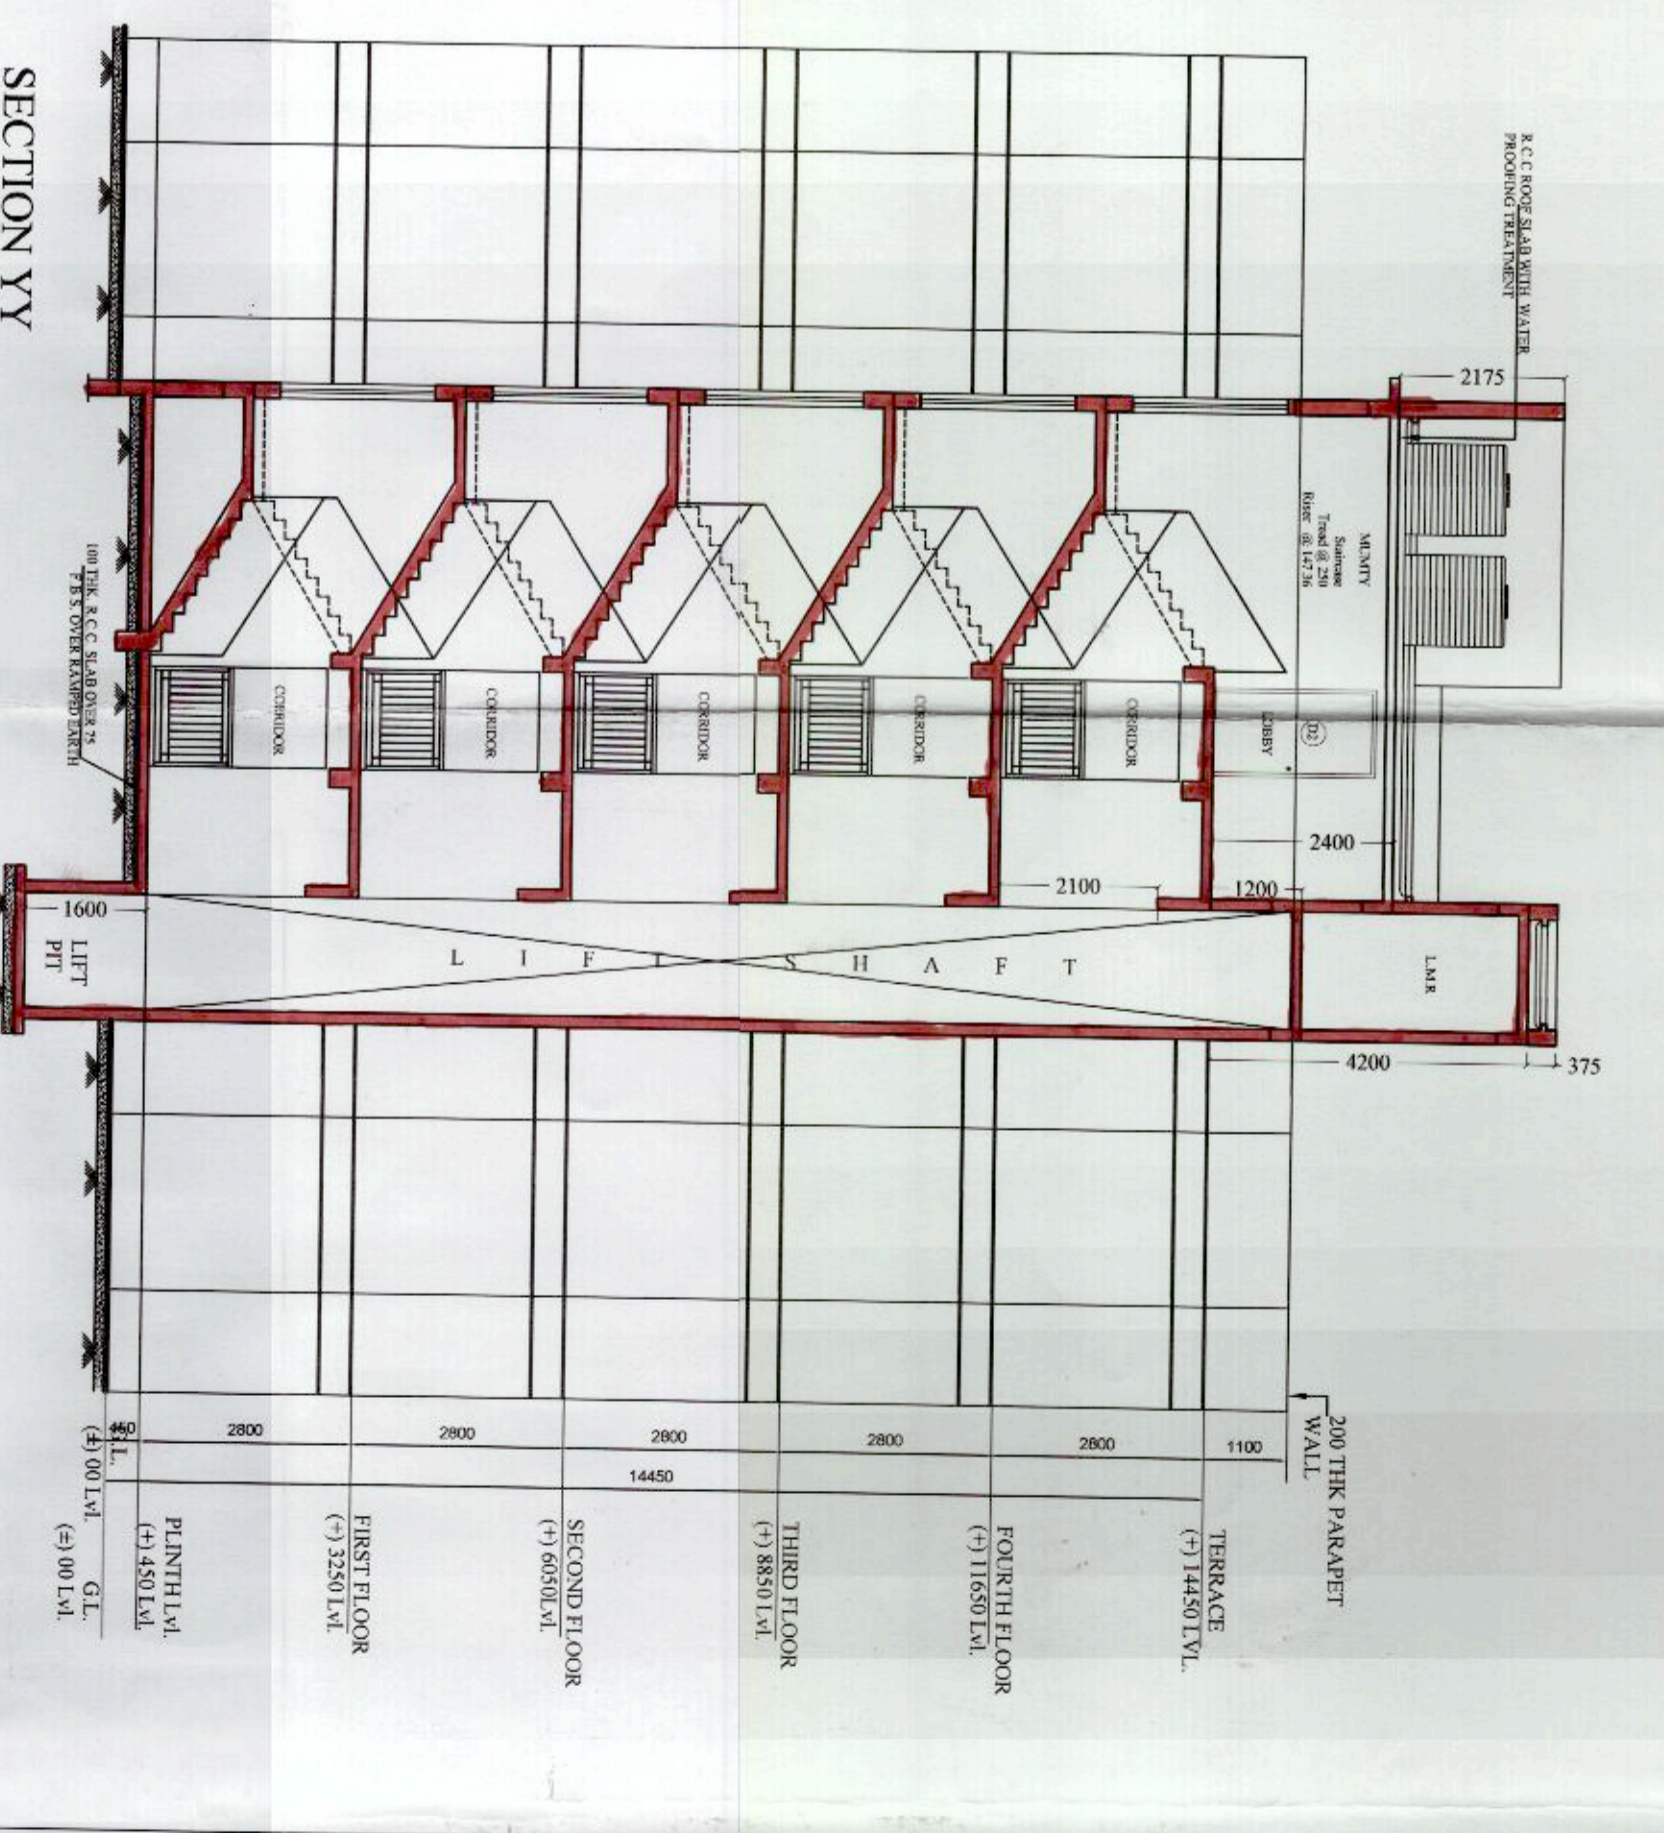 R.C.C ROOF SLAB WITH WATER
PROOFING TREATMENT
2175
MUMTY
Staircase
Tread @ 250
Riser @ 147.36
D2
LOBBY
2400
1200
2100
L.M.R
4200
375
CORRIDOR
CORRIDOR
CORRIDOR
CORRIDOR
CORRIDOR
LIFT SHAFT
1600
LIFT
PIT
100 THK. R.C.C. SLAB OVER 75
F.B.S. OVER RAMPED EARTH
200 THK PARAPET
WALL
1100
2800
2800
2800
2800
2800
450
14450
TERRACE
(+) 14450 LVL.
FOURTH FLOOR
(+) 11650 Lvl.
THIRD FLOOR
(+) 8850 Lvl.
SECOND FLOOR
(+) 6050Lvl.
FIRST FLOOR
(+) 3250 Lvl.
PLINTH Lvl.
(+) 450 Lvl.
G.L.
(±) 00 Lvl.
G.L.
(±) 00 Lvl.
SECTION YY